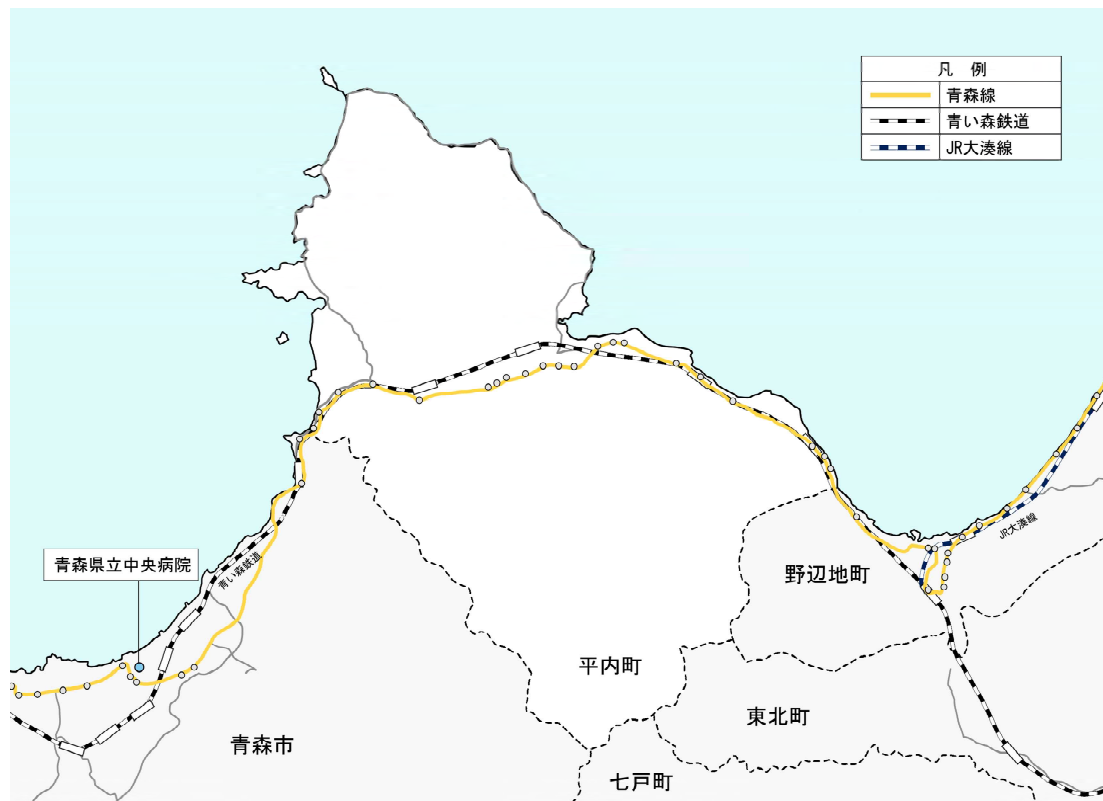 凡 例
青森線
青い森鉄道
JR大湊線
JR大湊線
青い森鉄道
青森県立中央病院
野辺地町
平内町
東北町
青森市
七戸町